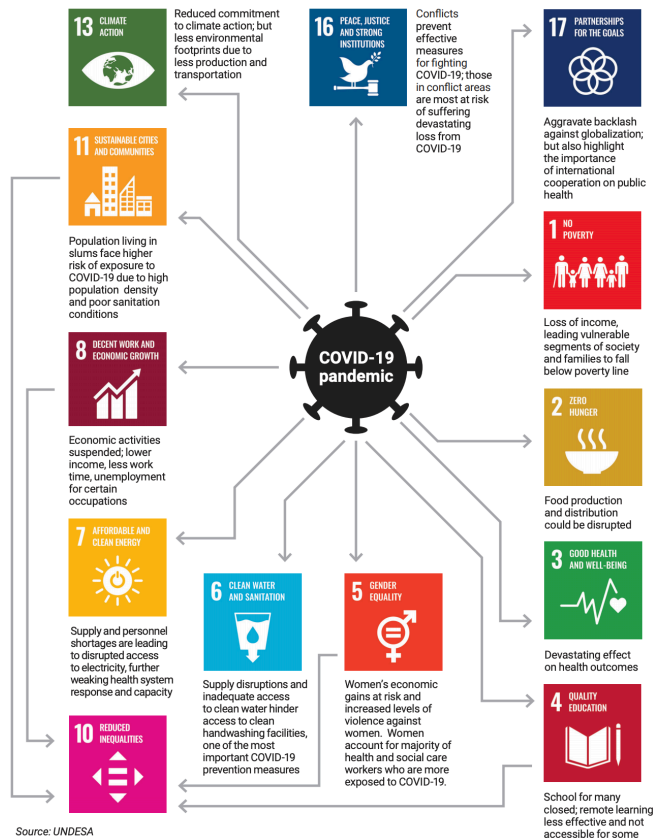 13 CLIMATE
ACTION
Reduced commitment
to climate action; but
less environmental
footprints due to
less production and
transportation
16 PEACE, JUSTICE
AND STRONG
INSTITUTIONS
Conflicts
prevent
effective
measures
for fighting
COVID-19; those
in conflict areas
are most at risk
of suffering
devastating
loss from
COVID-19
17 PARTNERSHIPS
FOR THE GOALS
Aggravate backlash
against globalization;
but also highlight
the importance
of international
cooperation on public
health
11 SUSTAINABLE CITIES
AND COMMUNITIES
Population living in
slums face higher
risk of exposure to
COVID-19 due to high
population density
and poor sanitation
conditions
1 NO
POVERTY
Loss of income,
leading vulnerable
segments of society
and families to fall
below poverty line
COVID-19
pandemic
8 DECENT WORK AND
ECONOMIC GROWTH
Economic activities
suspended; lower
income, less work
time, unemployment
for certain
occupations
2 ZERO
HUNGER
Food production
and distribution
could be disrupted
7 AFFORDABLE AND
CLEAN ENERGY
Supply and personnel
shortages are leading
to disrupted access
to electricity, further
weaking health system
response and capacity
6 CLEAN WATER
AND SANITATION
Supply disruptions and
inadequate access
to clean water hinder
access to clean
handwashing facilities,
one of the most
important COVID-19
prevention measures
5 GENDER
EQUALITY
Women's economic
gains at risk and
increased levels of
violence against
women. Women
account for majority of
health and social care
workers who are more
exposed to COVID-19.
3 GOOD HEALTH
AND WELL-BEING
Devastating effect
on health outcomes
4 QUALITY
EDUCATION
School for many
closed; remote learning
less effective and not
accessible for some
10 REDUCED
INEQUALITIES
Source: UNDESA